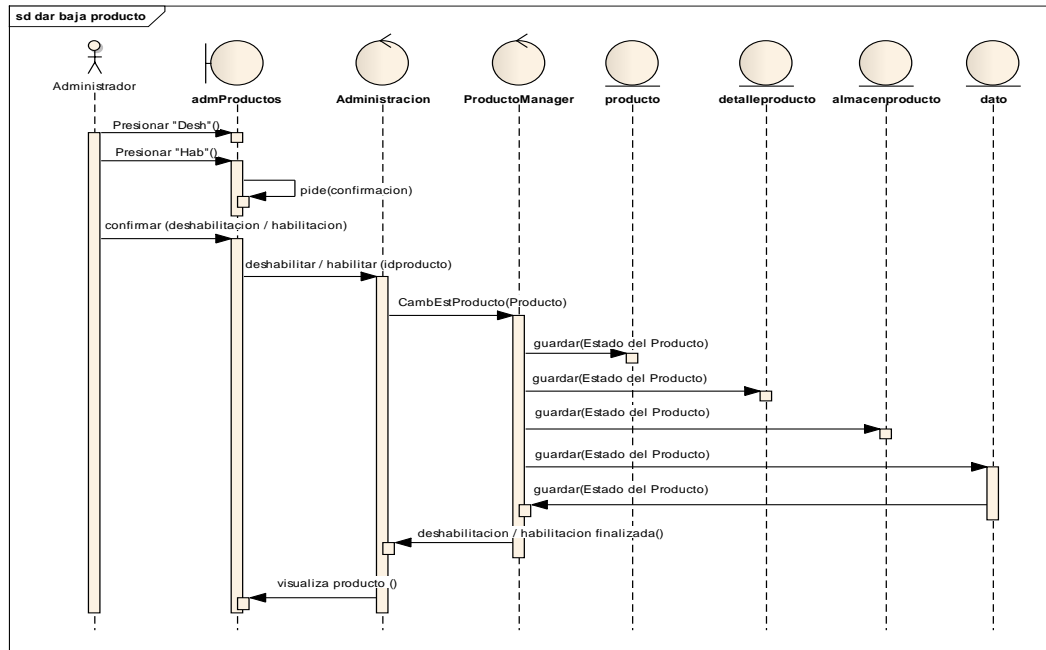 sd dar baja producto
Administrador
admProductos
Administracion
ProductoManager
producto
detalleproducto
almacenproducto
dato
Presionar "Desh"()
Presionar "Hab"()
pide(confirmacion)
confirmar (deshabilitacion / habilitacion)
deshabilitar / habilitar (idproducto)
CambEstProducto(Producto)
guardar(Estado del Producto)
guardar(Estado del Producto)
guardar(Estado del Producto)
guardar(Estado del Producto)
guardar(Estado del Producto)
deshabilitacion / habilitacion finalizada()
visualiza producto ()